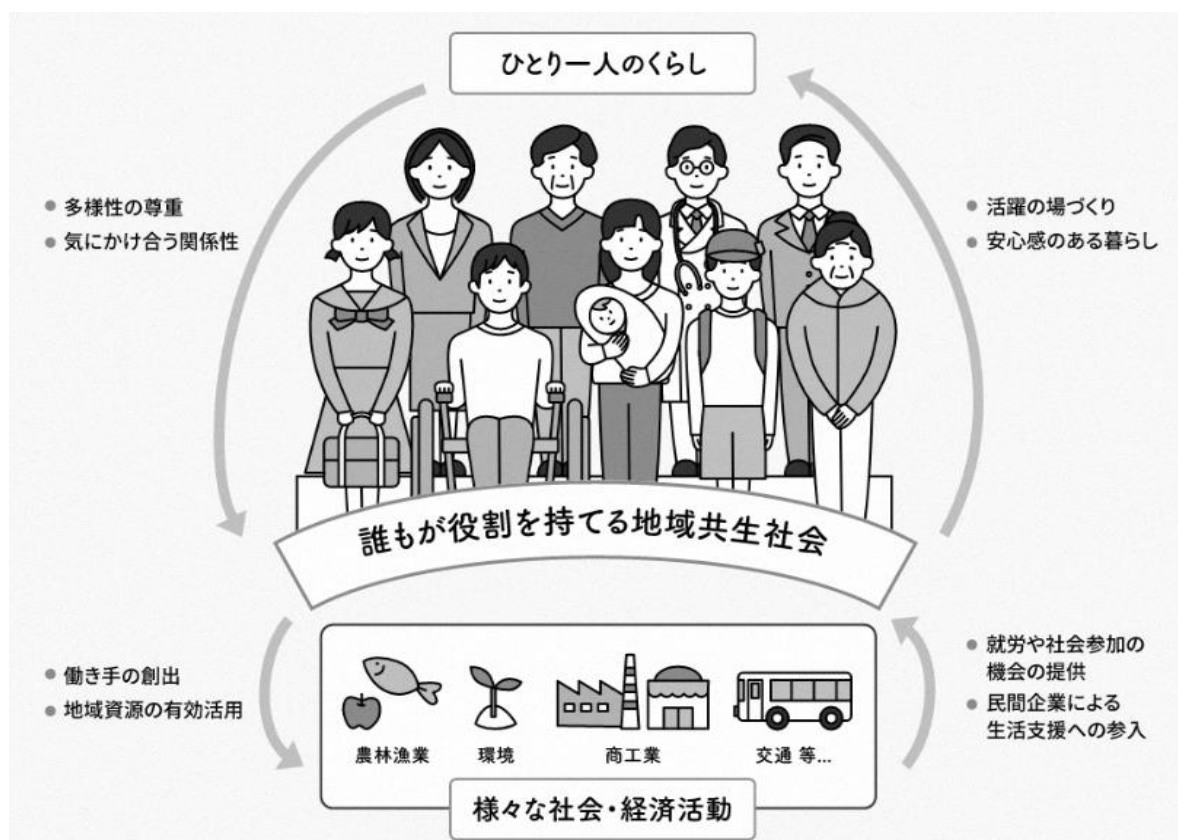 ひとり一人のくらし
● 多様性の尊重
● 気にかけ合う関係性
● 活躍の場づくり
● 安心感のある暮らし
誰もが役割を持てる地域共生社会
● 働き手の創出
● 地域資源の有効活用
● 就労や社会参加の
機会の提供
● 民間企業による
生活支援への参入
農林漁業
環境
商工業
交通 等...
様々な社会・経済活動